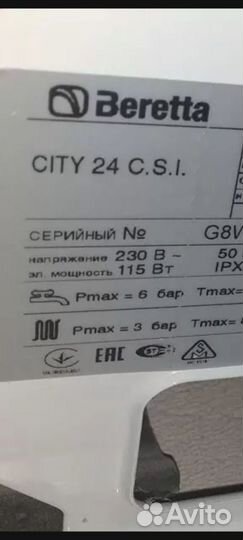 Beretta
CITY 24 C.S.I.
СЕРИЙНЫЙ № G8V
напряжение 230 В ~ 50
эл. мощность 115 Вт IPX
Pmax = 6 бар Tmax=
Pmax = 3 бар Tmax=
EAC
Avito